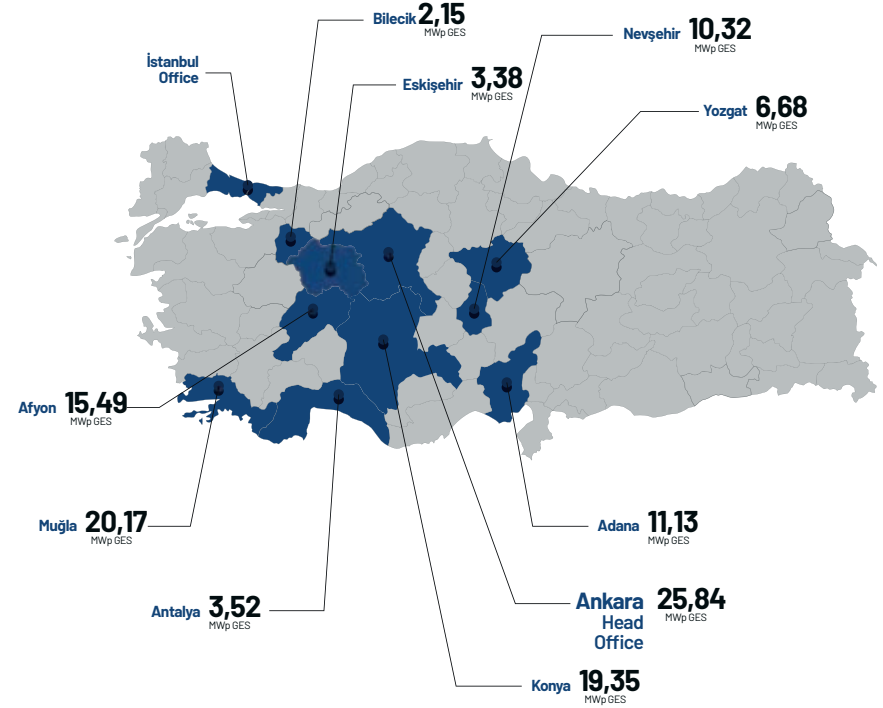 Bilecik 2,15
MWp GES
Nevşehir 10,32
MWp GES
İstanbul
Office
Eskişehir 3,38
MWp GES
Yozgat 6,68
MWp GES
Afyon 15,49
MWp GES
Muğla 20,17
MWp GES
Adana 11,13
MWp GES
Antalya 3,52
MWp GES
Ankara 25,84
MWp GES
Head
Office
Konya 19,35
MWp GES